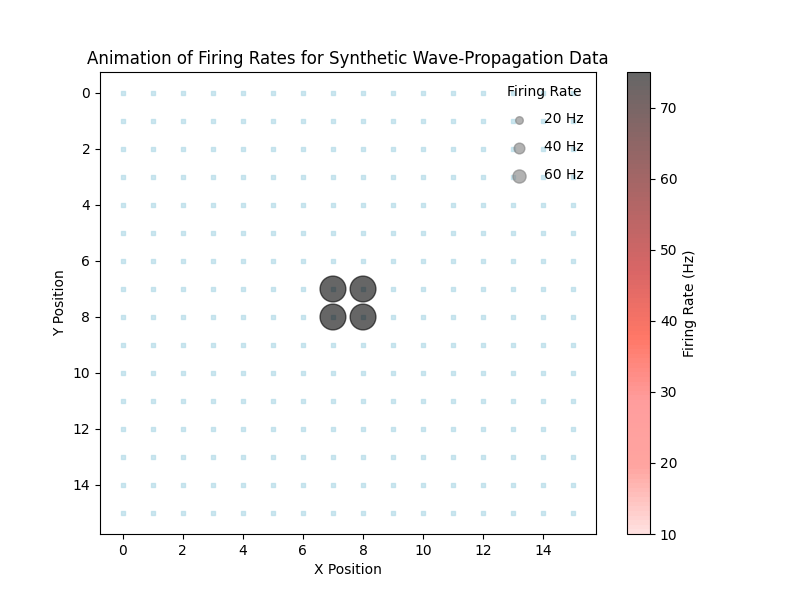 Animation of Firing Rates for Synthetic Wave-Propagation Data
Firing Rate
20 Hz
40 Hz
60 Hz
0
2
4
6
8
10
12
14
Y Position
0 2 4 6 8 10 12 14
X Position
70
60
50
40
30
20
10
Firing Rate (Hz)